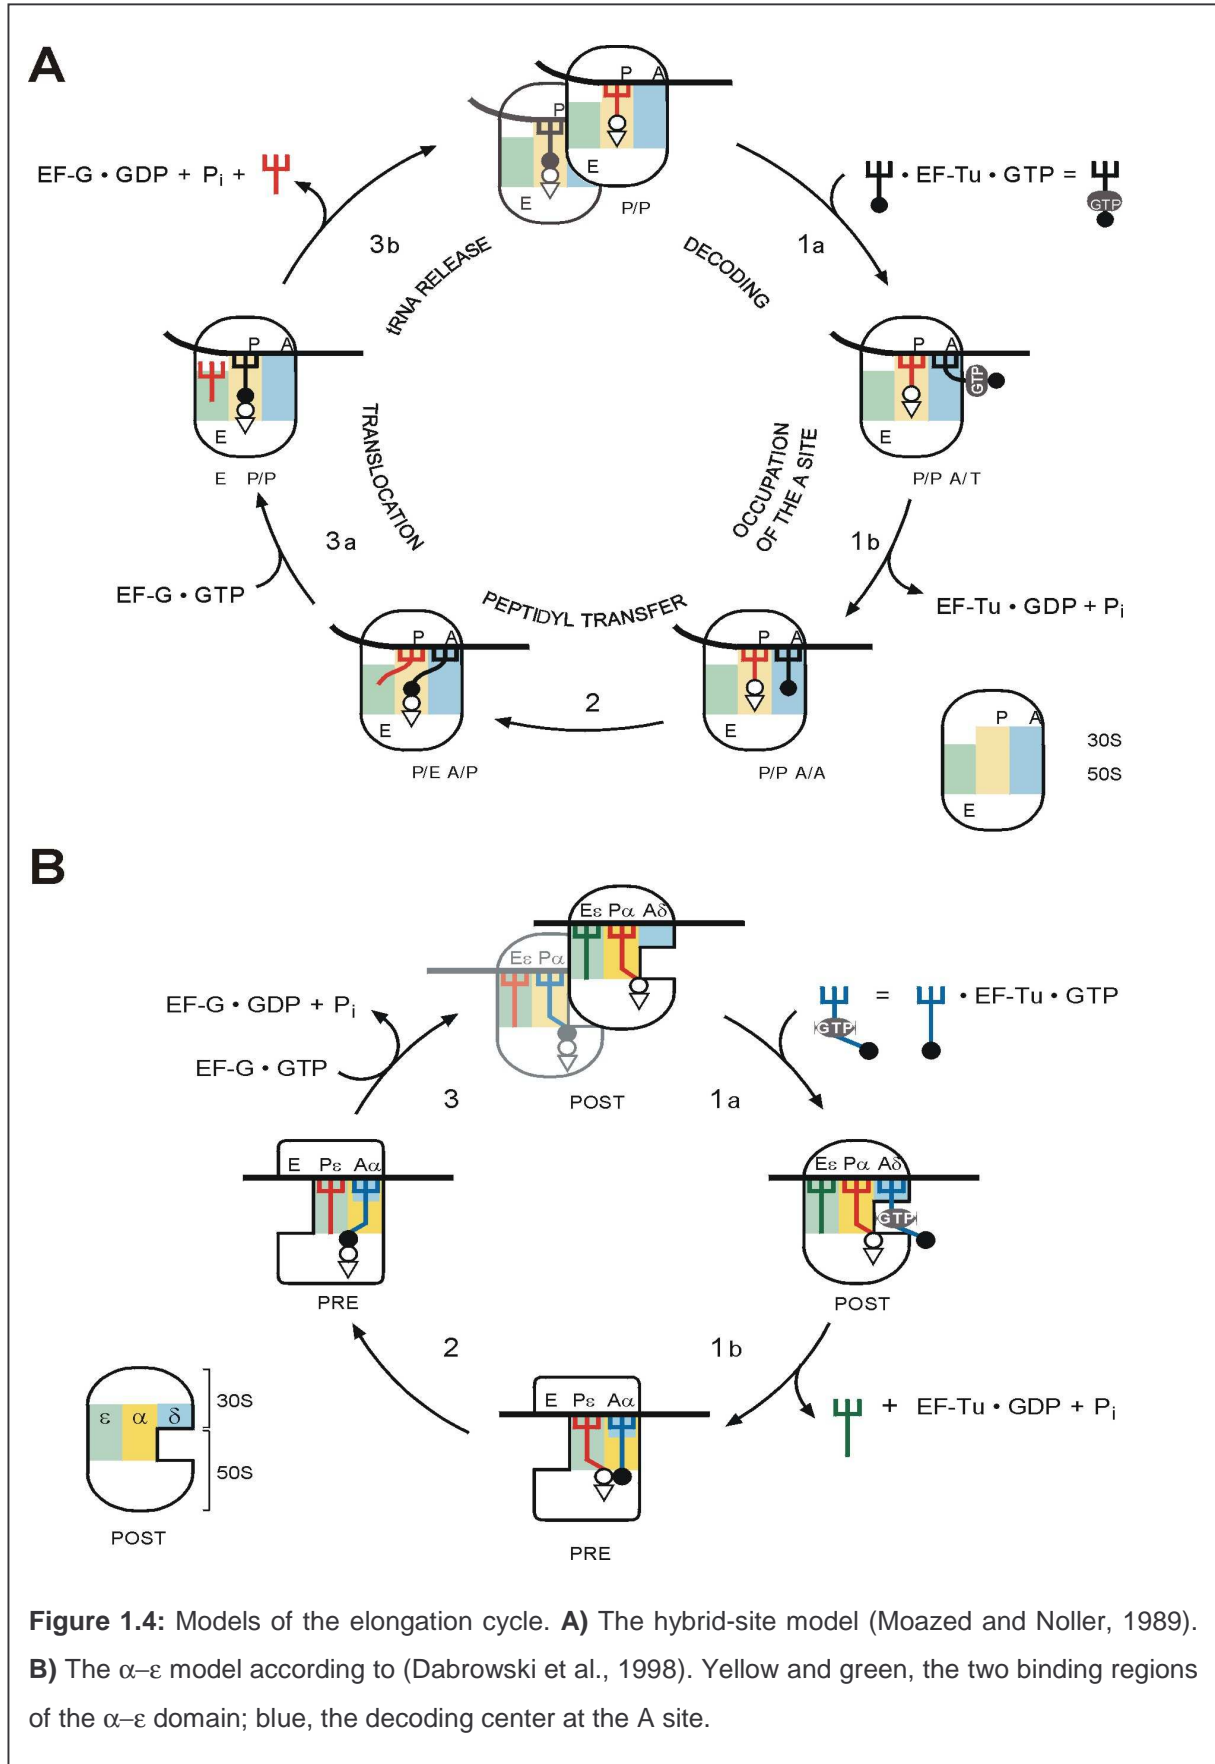 A
P A
P
E
E
P/P
EF-G • GDP + Pi +
• EF-Tu • GTP =
GTP
3b
1a
tRNA RELEASE
DECODING
P A
E
E P/P
P A
GTP
E
P/P A/T
TRANSLOCATION
OCCUPATION
OF THE A SITE
3a
1b
EF-G • GTP
EF-Tu • GDP + Pi
PEPTIDYL TRANSFER
P A
E
P/E A/P
2
P A
E
P/P A/A
P A
30S
50S
E
B
Eε Pα Aδ
Eε Pα
POST
EF-G • GDP + Pi
EF-G • GTP
= • EF-Tu • GTP
GTP
3
1a
E Pε Aα
PRE
Eε Pα Aδ
GTP
POST
2
1b
E Pε Aα
PRE
+ EF-Tu • GDP + Pi
ε α δ
30S
50S
POST
Figure 1.4: Models of the elongation cycle. A) The hybrid-site model (Moazed and Noller, 1989).
B) The α–ε model according to (Dabrowski et al., 1998). Yellow and green, the two binding regions
of the α–ε domain; blue, the decoding center at the A site.